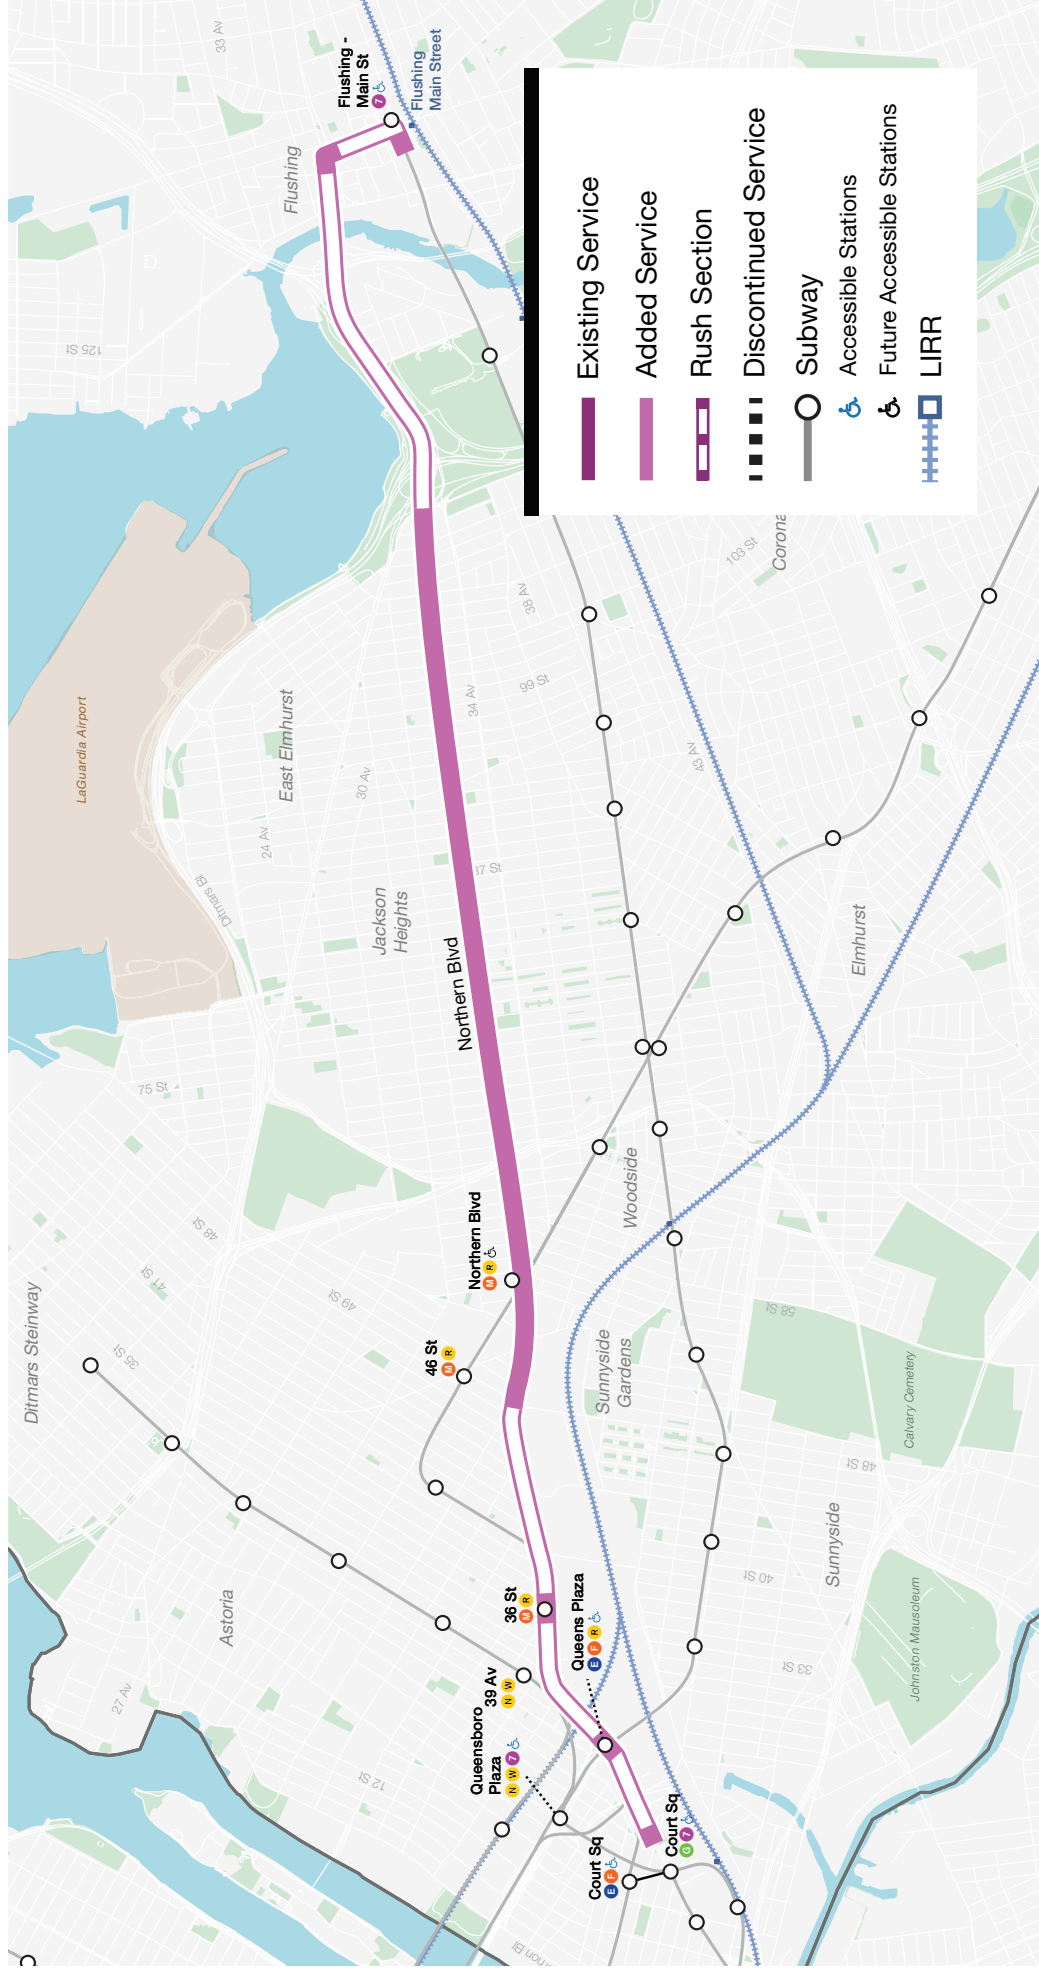 33 Av
Flushing -
Main St
7
Flushing
Main Street
Flushing
125 St
Existing Service
Added Service
Rush Section
Discontinued Service
Subway
Accessible Stations
Future Accessible Stations
LIRR
LaGuardia Airport
East Elmhurst
38 Av
103 St
Corona
34 Av
99 St
30 Av
43 Av
24 Av
Ditmars Bl
37 St
Jackson
Heights
Northern Blvd
Elmhurst
75 St
Woodside
48 St
Northern Blvd
M R
41 St
49 St
Ditmars Steinway
35 St
46 St
M R
58 St
Sunnyside
Gardens
Calvary Cemetery
48 St
Sunnyside
40 St
Astoria
36 St
M R
Queens Plaza
E F R
33 St
Johnston Mausoleum
39 Av
N W
27 Av
Queensboro
Plaza
N W 7
12 St
Court Sq
E F
Court Sq
G 7